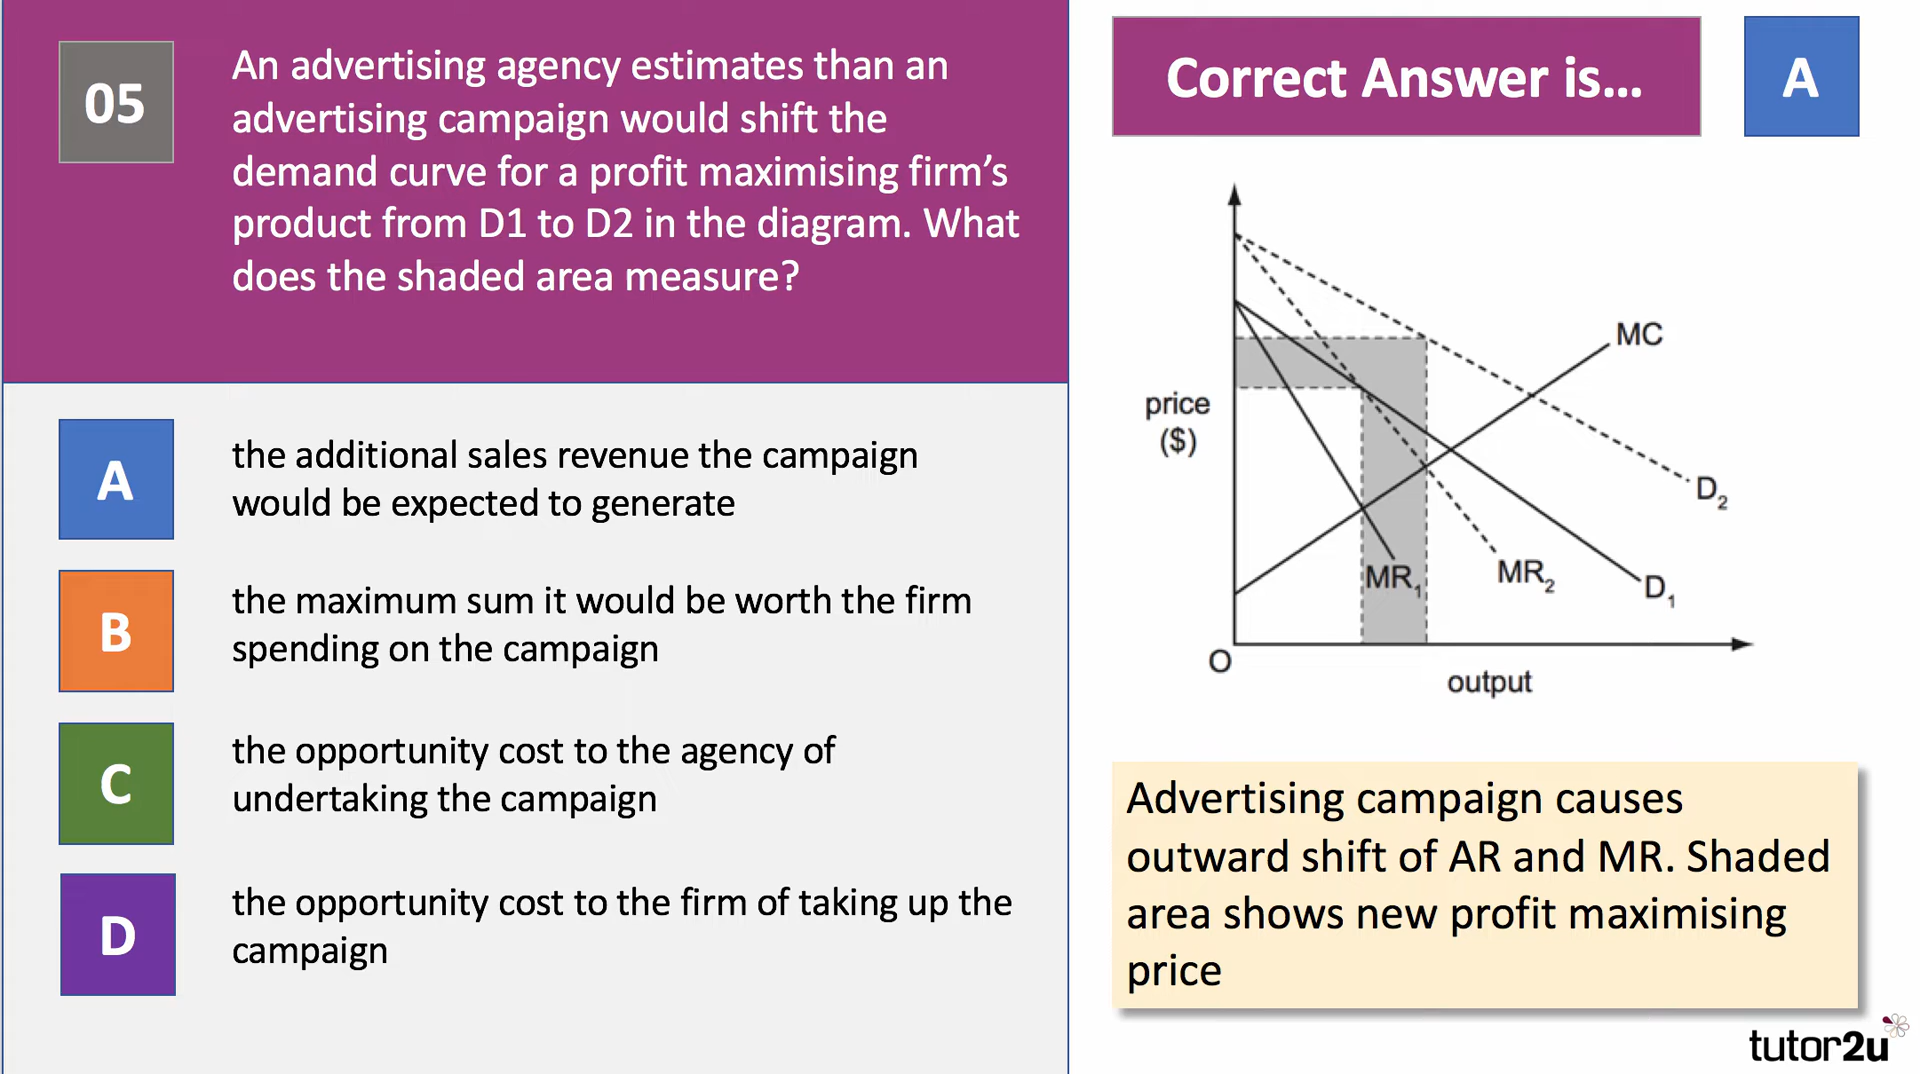 05
An advertising agency estimates than an
advertising campaign would shift the
demand curve for a profit maximising firm’s
product from D1 to D2 in the diagram. What
does the shaded area measure?
A
the additional sales revenue the campaign
would be expected to generate
B
the maximum sum it would be worth the firm
spending on the campaign
C
the opportunity cost to the agency of
undertaking the campaign
D
the opportunity cost to the firm of taking up the
campaign
Correct Answer is...
A
MC
price
($)
D2
MR1
MR2
D1
O
output
Advertising campaign causes
outward shift of AR and MR. Shaded
area shows new profit maximising
price
tutor2u